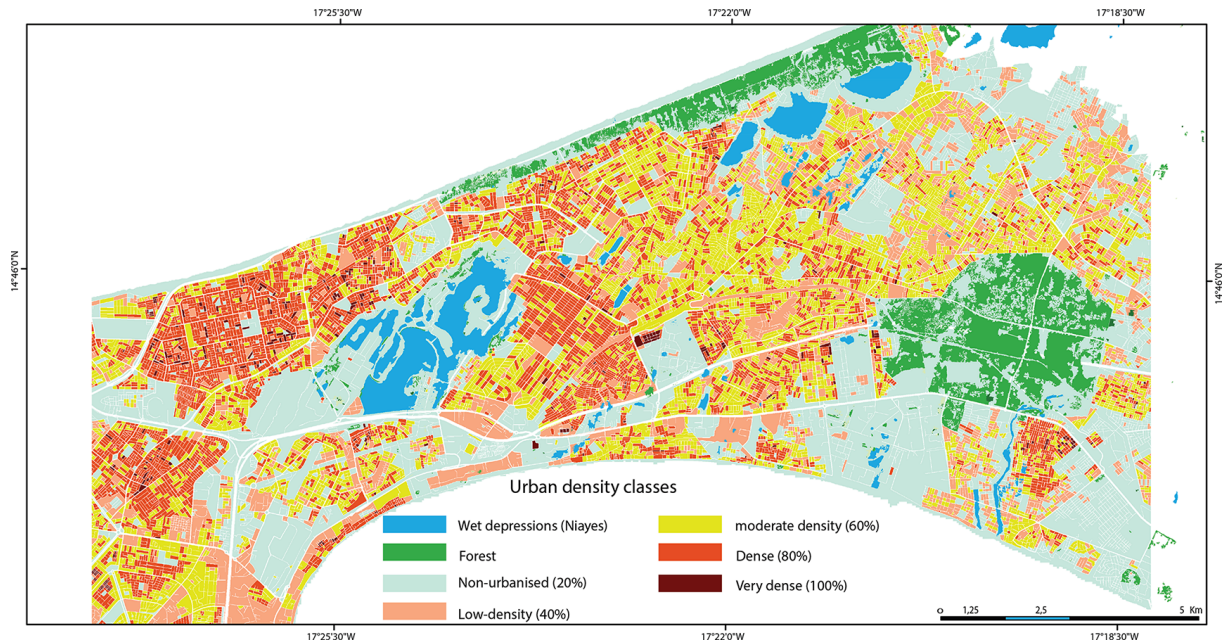 17°25'30"W 17°22'0"W 17°18'30"W
14°46'0"N 14°46'0"N
Urban density classes
Wet depressions (Niayes) moderate density (60%)
Forest Dense (80%)
Non-urbanised (20%) Very dense (100%)
Low-density (40%)
0 1,25 2,5 5 Km
17°25'30"W 17°22'0"W 17°18'30"W